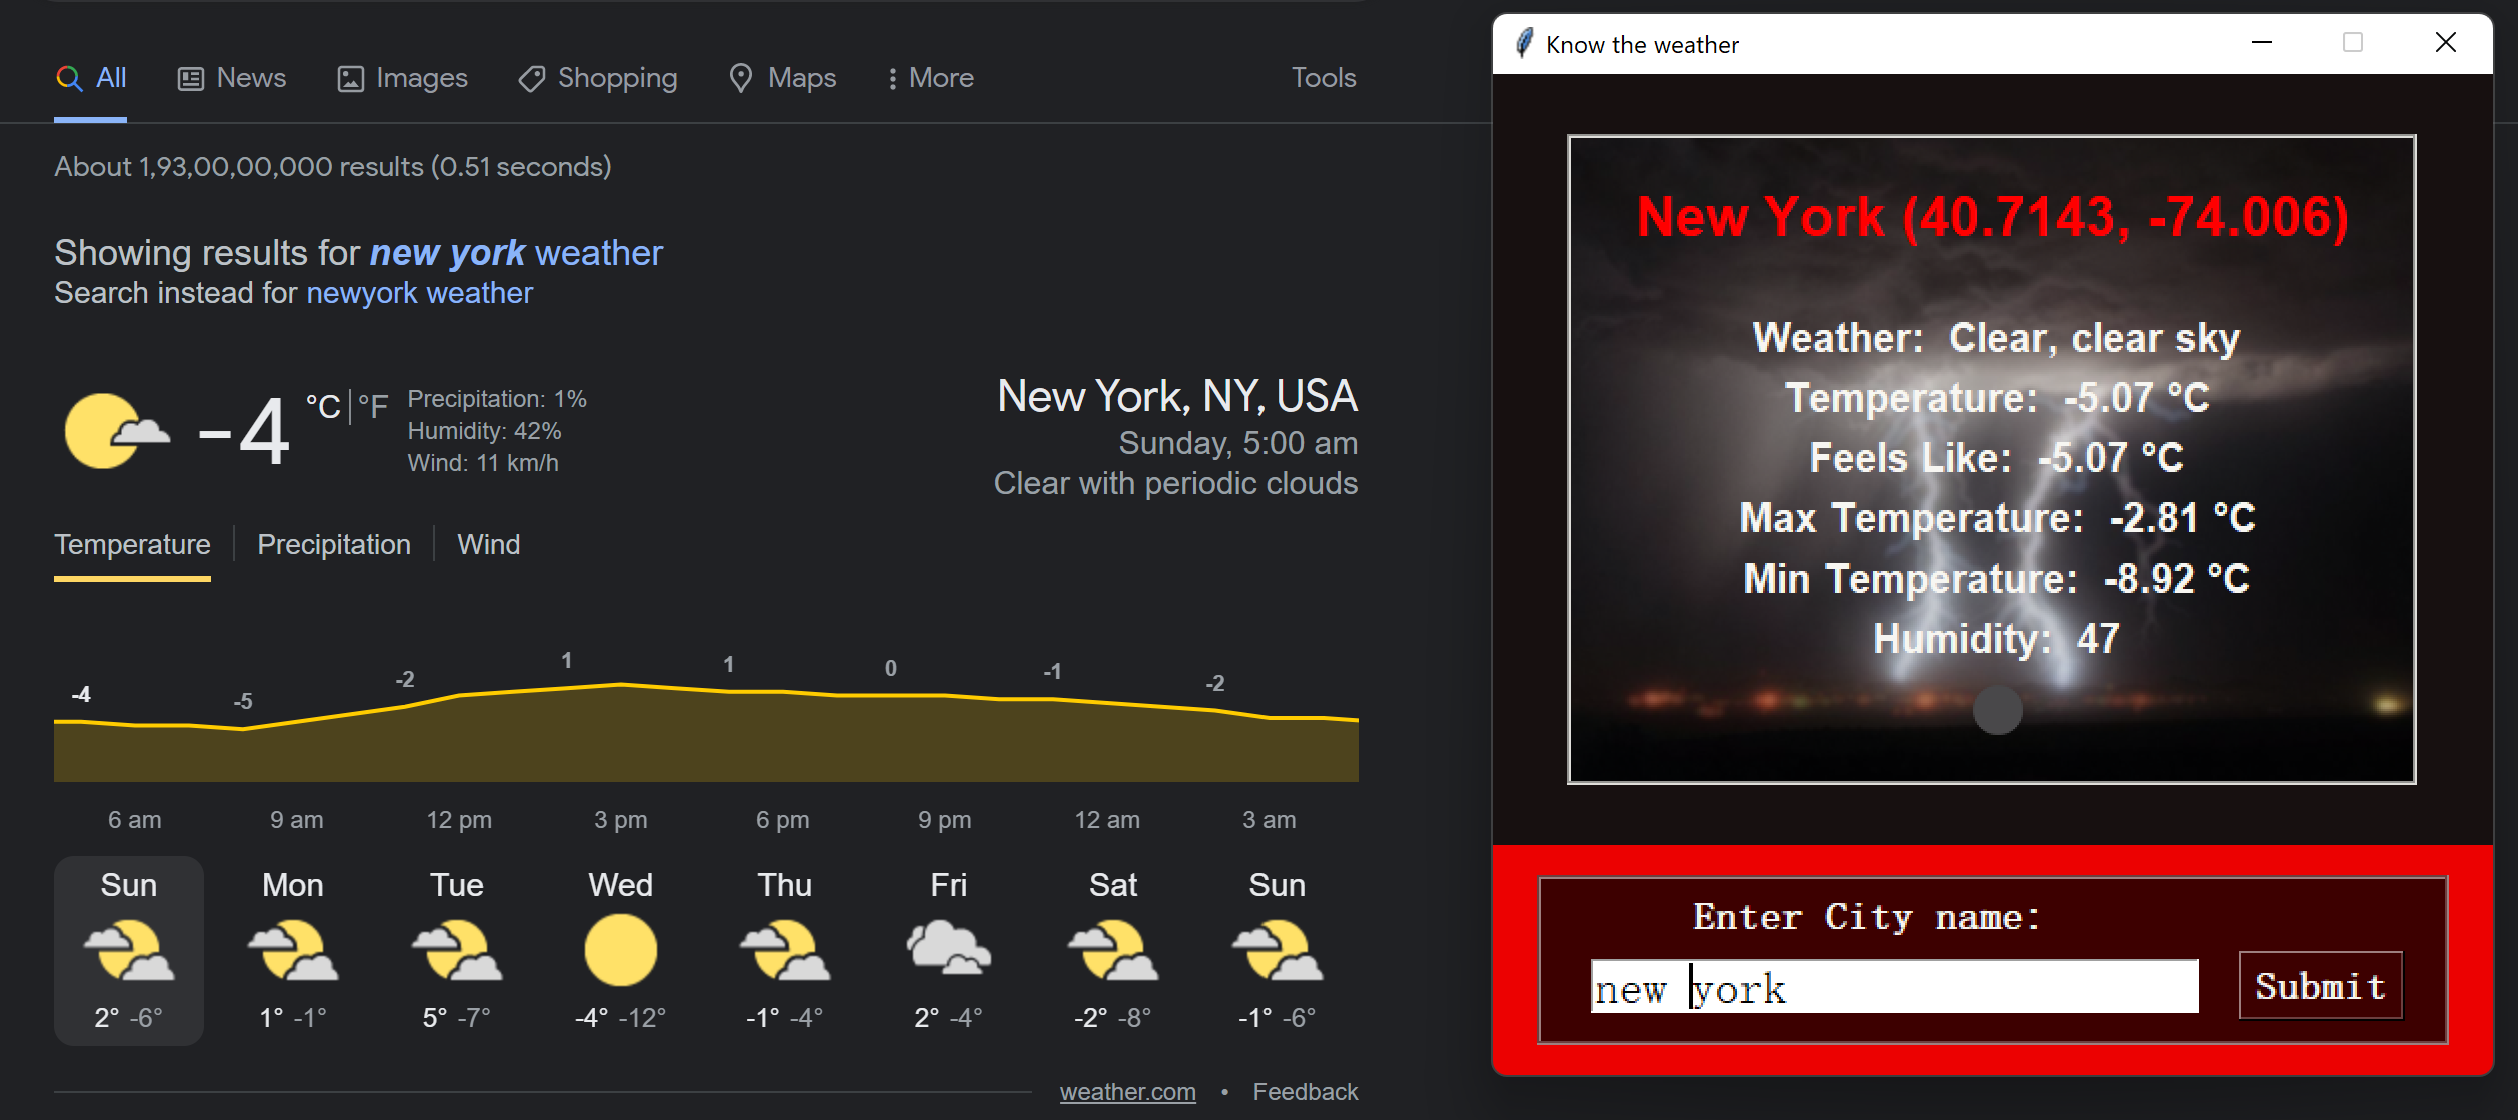 All News Images Shopping Maps More Tools
About 1,93,00,00,000 results (0.51 seconds)
Showing results for new york weather
Search instead for newyork weather
-4 °C | °F
Precipitation: 1%
Humidity: 42%
Wind: 11 km/h
New York, NY, USA
Sunday, 5:00 am
Clear with periodic clouds
Temperature Precipitation Wind
-4 -5 -2 1 1 0 -1 -2
6 am 9 am 12 pm 3 pm 6 pm 9 pm 12 am 3 am
Sun Mon Tue Wed Thu Fri Sat Sun
2° -6° 1° -1° 5° -7° -4° -12° -1° -4° 2° -4° -2° -8° -1° -6°
weather.com • Feedback
Know the weather
New York (40.7143, -74.006)
Weather: Clear, clear sky
Temperature: -5.07 °C
Feels Like: -5.07 °C
Max Temperature: -2.81 °C
Min Temperature: -8.92 °C
Humidity: 47
Enter City name:
new york
Submit